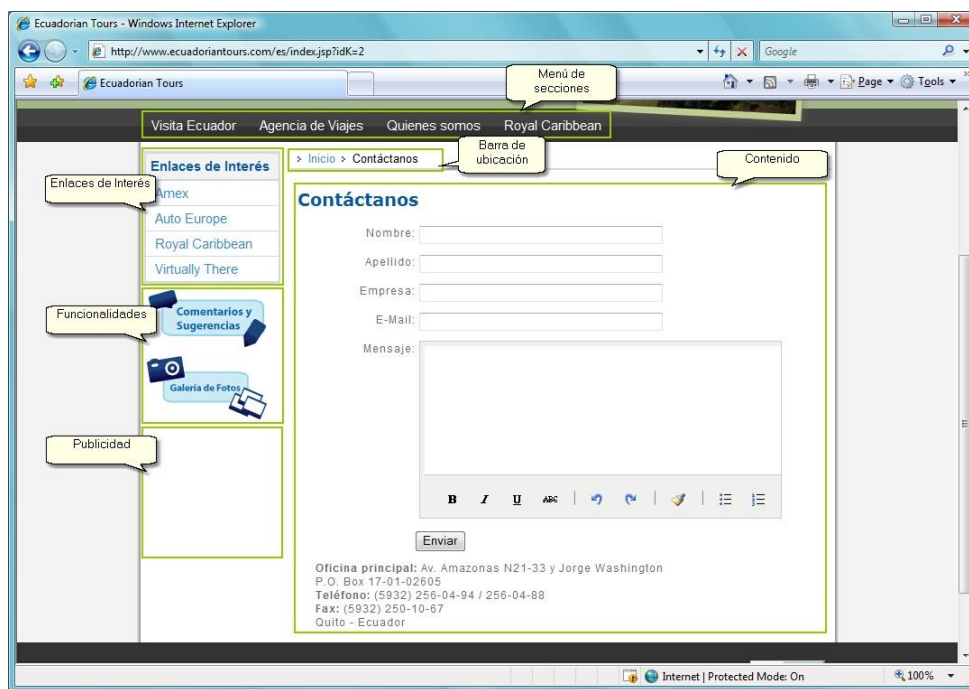 Ecuadorian Tours - Windows Internet Explorer
http://www.ecuadoriantours.com/es/index.jsp?idK=2
Google
Ecuadorian Tours
Page
Tools
Menú de
secciones
Visita Ecuador Agencia de Viajes Quienes somos Royal Caribbean
Barra de
ubicación
Enlaces de Interés
> Inicio > Contáctanos
Contenido
Enlaces de Interés
Amex
Auto Europe
Royal Caribbean
Virtually There
Contáctanos
Nombre:
Apellido:
Empresa:
E-Mail:
Mensaje:
Funcionalidades
Comentarios y
Sugerencias
Galería de Fotos
Publicidad
B I U ABC
Enviar
Oficina principal: Av. Amazonas N21-33 y Jorge Washington
P.O. Box 17-01-02605
Teléfono: (5932) 256-04-94 / 256-04-88
Fax: (5932) 250-10-67
Quito - Ecuador
Internet | Protected Mode: On
100%